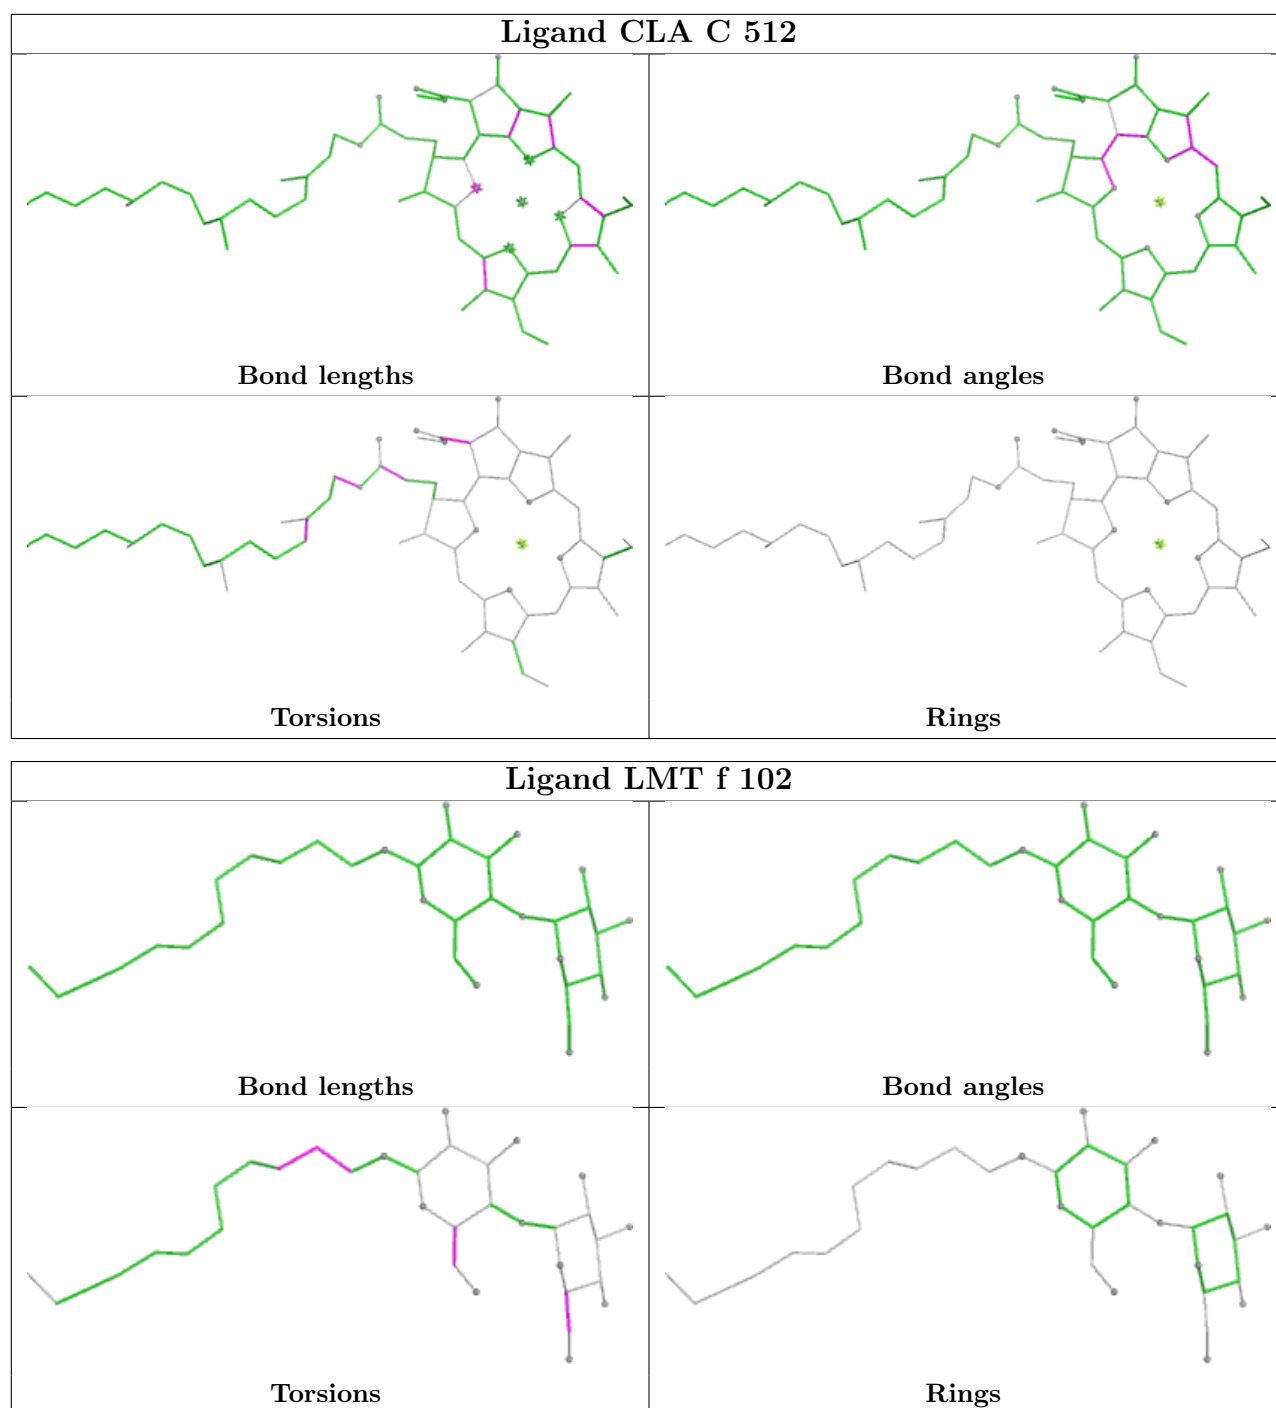 Ligand CLA C 512
Bond lengths
Bond angles
Torsions
Rings
Ligand LMT f 102
Bond lengths
Bond angles
Torsions
Rings